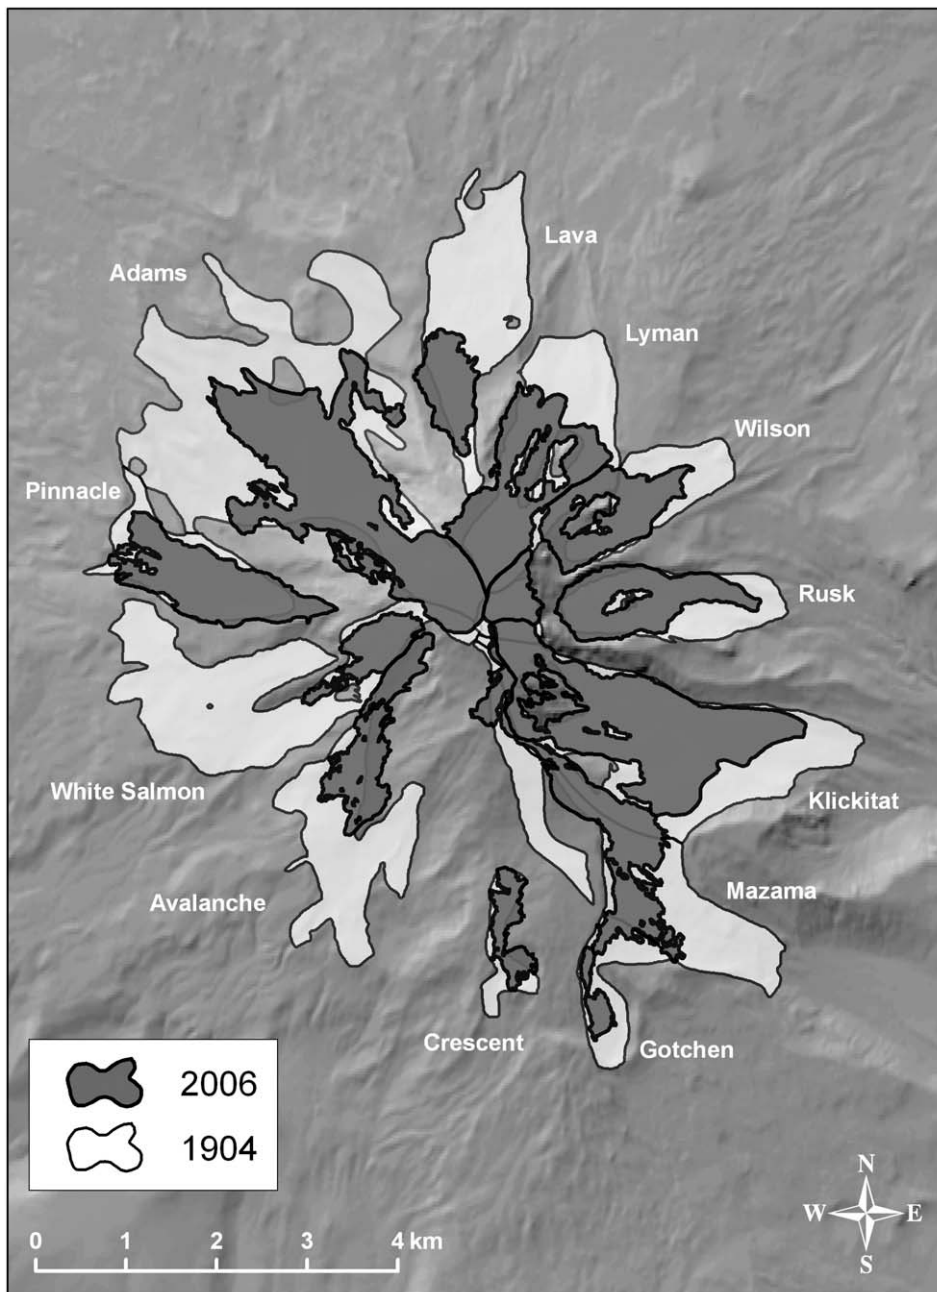 Lava
Adams
Lyman
Wilson
Pinnacle
Rusk
White Salmon
Klickitat
Avalanche
Mazama
Crescent
Gotchen
2006
1904
N
W E
S
0 1 2 3 4 km